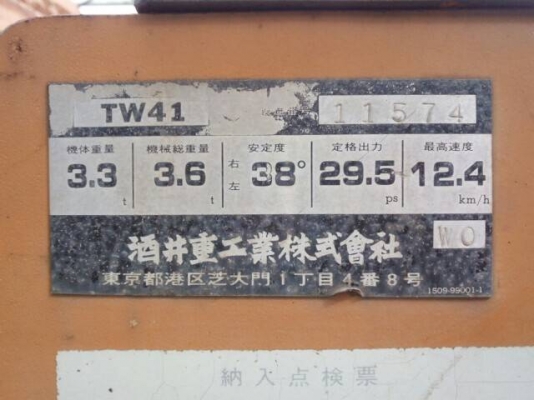 TW41 11574
機体重量 機械総重量 安定度 定格出力 最高速度
3.3 t 3.6 t 右 左 38° 29.5 ps 12.4 km/h
酒井重工業株式會社 WO
東京都港区芝大門1丁目4番8号
1509-99001-1
納入点検票